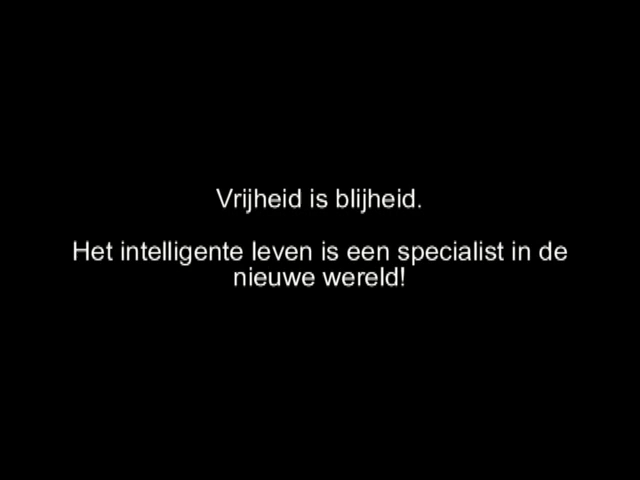 Vrijheid is blijheid.
Het intelligente leven is een specialist in de
nieuwe wereld!